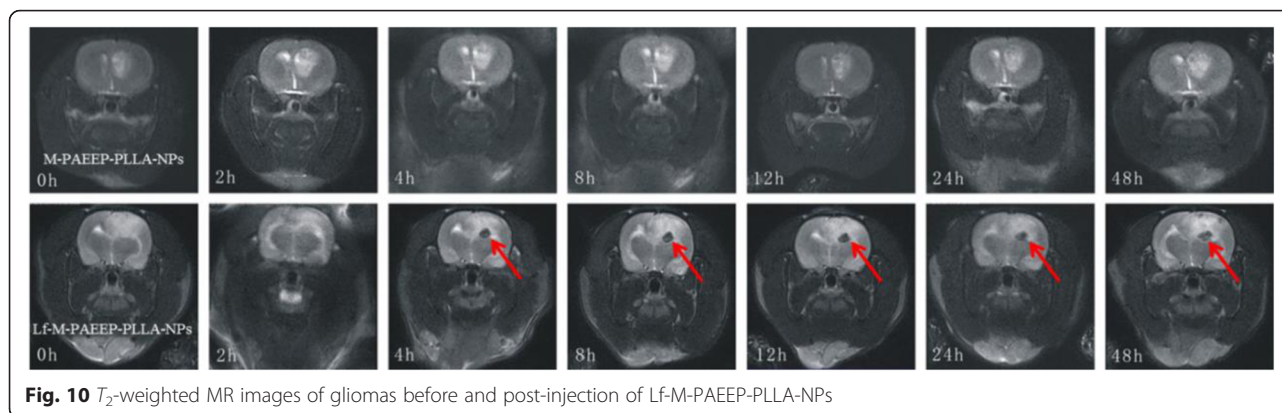 M-PAEEP-PLLA-NPs
0h 2h 4h 8h 12h 24h 48h
Lf-M-PAEEP-PLLA-NPs
0h 2h 4h 8h 12h 24h 48h
Fig. 10 T₂-weighted MR images of gliomas before and post-injection of Lf-M-PAEEP-PLLA-NPs